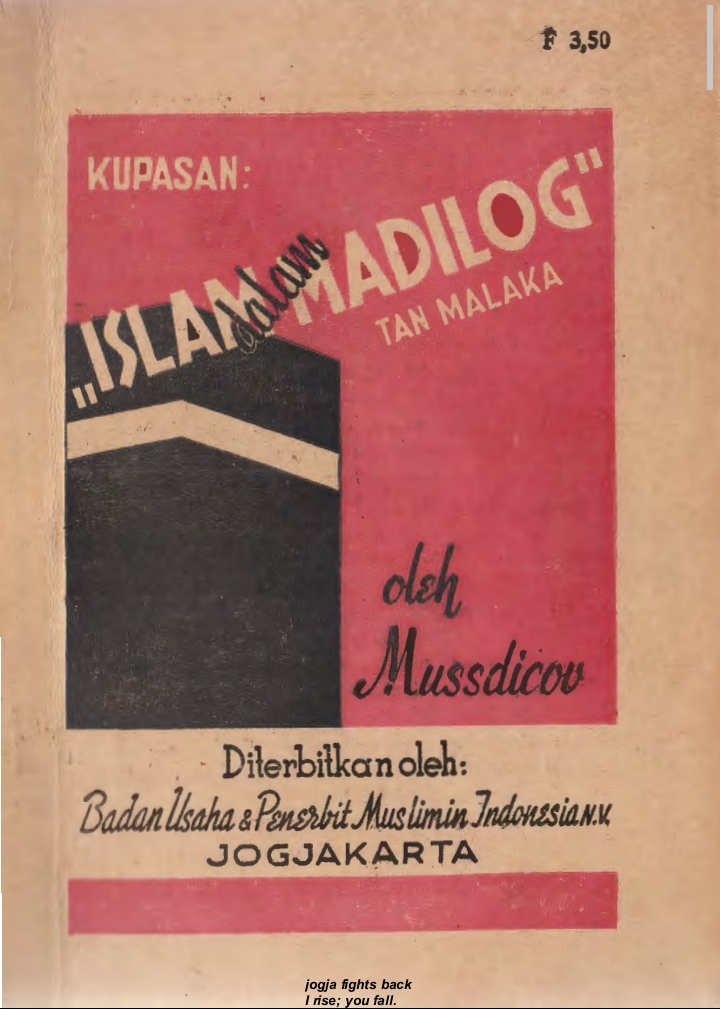 F 3,50
KUPASAN:
„ISLAM dalam MADILOG"
TAN MALAKA
oleh
Mussdicov
Diterbitkan oleh:
Badan Usaha & Penerbit Muslimin Indonesia N.V.
JOGJAKARTA
jogja fights back
I rise; you fall.